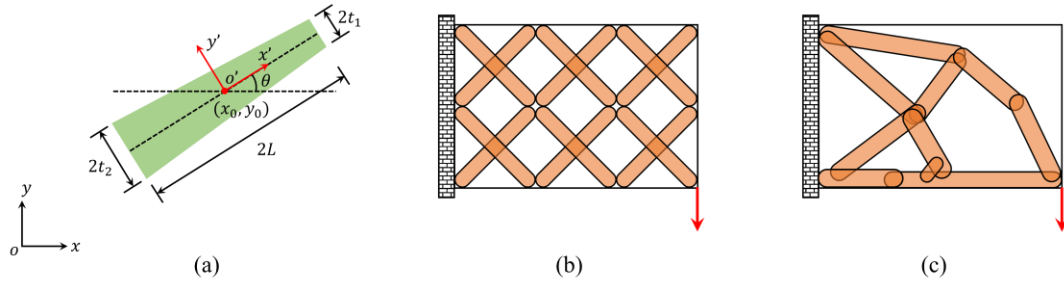 2t₁
y'
x'
o'
θ
(x₀, y₀)
2L
2t₂
y
o
x
(a)
(b)
(c)